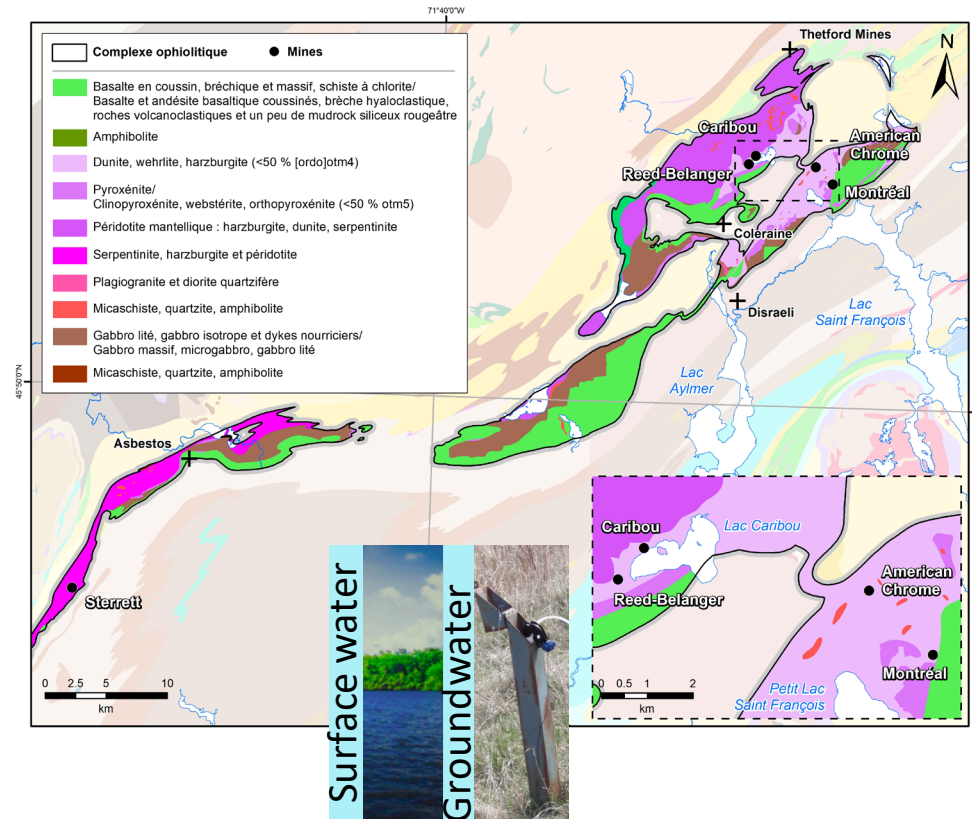 71°40'0"W
45°50'0"N
Complexe ophiolitique
Mines
Basalte en coussin, bréchique et massif, schiste à chlorite/
Basalte et andésite basaltique coussinés, brèche hyaloclastique,
roches volcanoclastiques et un peu de mudrock siliceux rougeâtre
Amphibolite
Dunite, wehrlite, harzburgite (<50 % [ordo]otm4)
Pyroxénite/
Clinopyroxénite, webstérite, orthopyroxénite (<50 % otm5)
Péridotite mantellique : harzburgite, dunite, serpentinite
Serpentinite, harzburgite et péridotite
Plagiogranite et diorite quartzifère
Micaschiste, quartzite, amphibolite
Gabbro lité, gabbro isotrope et dykes nourriciers/
Gabbro massif, microgabbro, gabbro lité
Micaschiste, quartzite, amphibolite
Thetford Mines
N
Caribou
American
Chrome
Reed-Belanger
Montréal
Coleraine
Disraeli
Lac
Saint François
Lac
Aylmer
Asbestos
Sterrett
0 2.5 5 10
km
Surface water
Groundwater
Caribou
Lac Caribou
Reed-Belanger
American
Chrome
Montréal
Petit Lac
Saint François
0 0.5 1 2
km